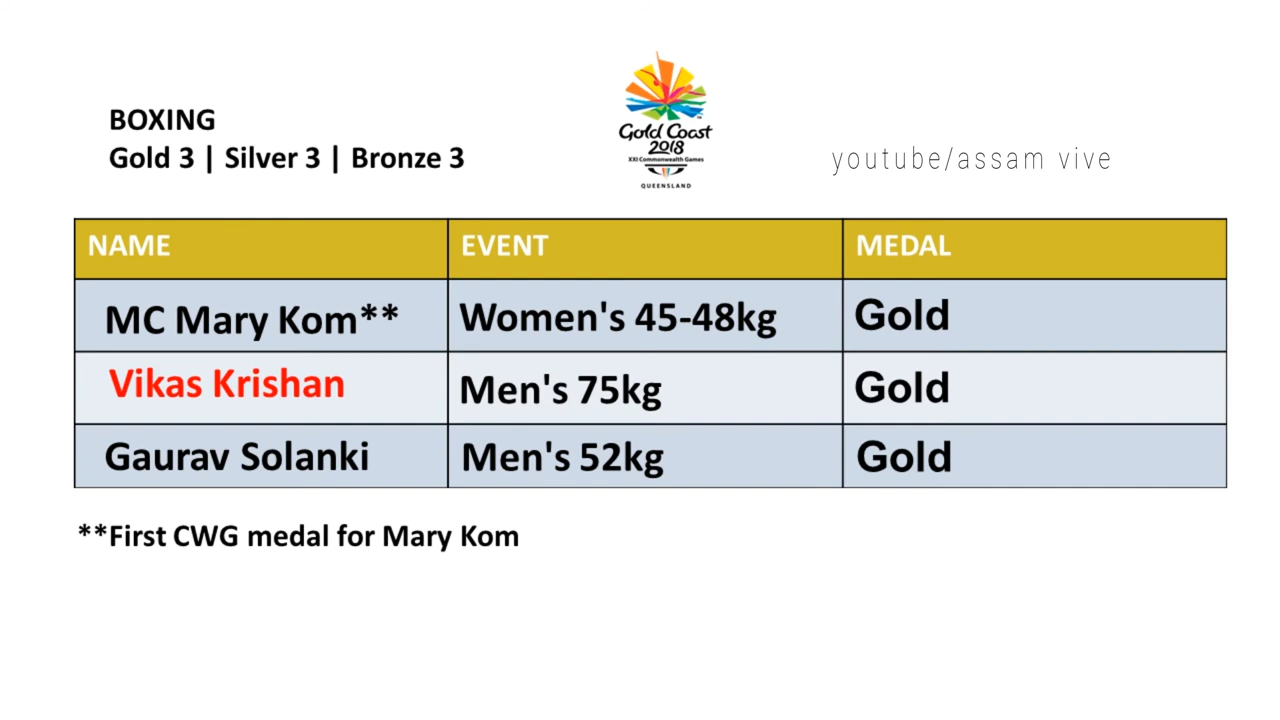 BOXING
Gold 3 | Silver 3 | Bronze 3
Gold Coast
2018
XXI Commonwealth Games
QUEENSLAND
youtube/assam vive
NAME EVENT MEDAL
MC Mary Kom** Women's 45-48kg Gold
Vikas Krishan Men's 75kg Gold
Gaurav Solanki Men's 52kg Gold
**First CWG medal for Mary Kom